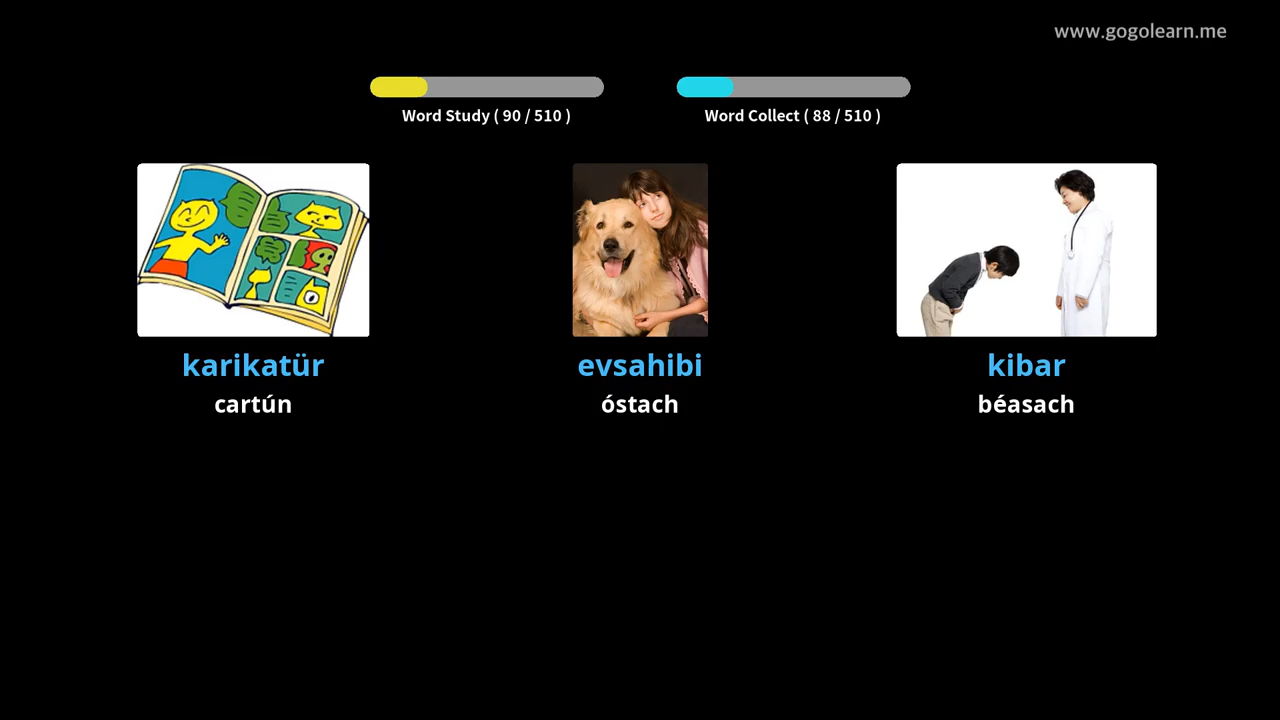 www.gogolearn.me
Word Study ( 90 / 510 )
Word Collect ( 88 / 510 )
karikatür
evsahibi
kibar
cartún
óstach
béasach